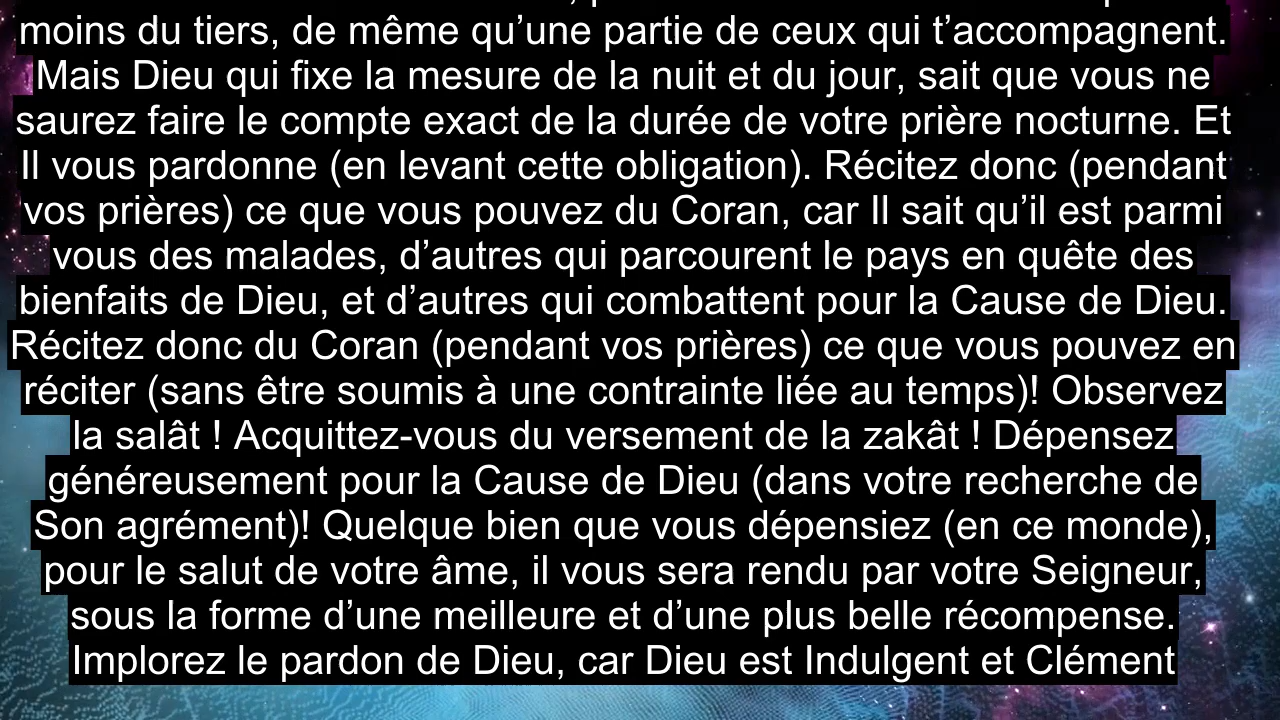 moins du tiers, de même qu’une partie de ceux qui t’accompagnent.
Mais Dieu qui fixe la mesure de la nuit et du jour, sait que vous ne
saurez faire le compte exact de la durée de votre prière nocturne. Et
Il vous pardonne (en levant cette obligation). Récitez donc (pendant
vos prières) ce que vous pouvez du Coran, car Il sait qu’il est parmi
vous des malades, d’autres qui parcourent le pays en quête des
bienfaits de Dieu, et d’autres qui combattent pour la Cause de Dieu.
Récitez donc du Coran (pendant vos prières) ce que vous pouvez en
réciter (sans être soumis à une contrainte liée au temps)! Observez
la salât ! Acquittez-vous du versement de la zakât ! Dépensez
généreusement pour la Cause de Dieu (dans votre recherche de
Son agrément)! Quelque bien que vous dépensiez (en ce monde),
pour le salut de votre âme, il vous sera rendu par votre Seigneur,
sous la forme d’une meilleure et d’une plus belle récompense.
Implorez le pardon de Dieu, car Dieu est Indulgent et Clément